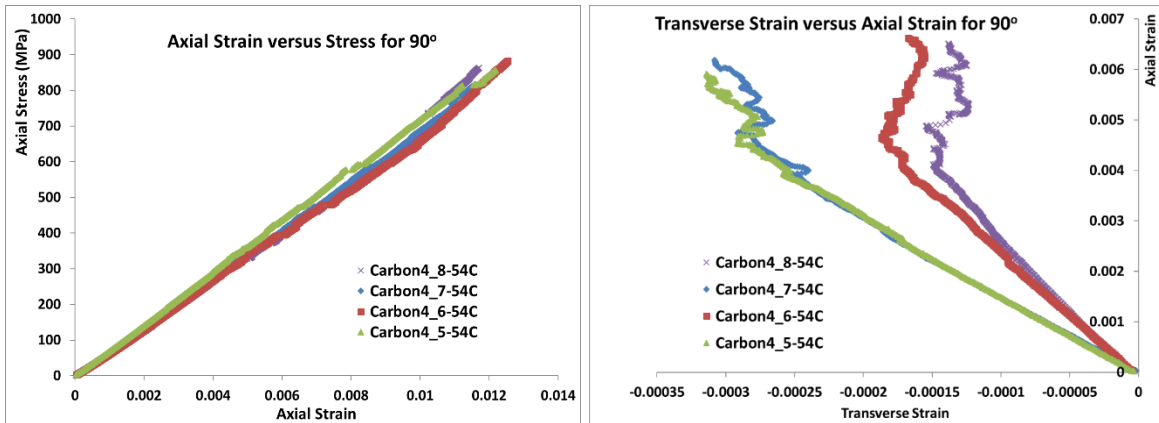 Axial Strain versus Stress for 90º
Axial Stress (MPa)
1000
900
800
700
600
500
400
300
200
100
0
Carbon4_8-54C
Carbon4_7-54C
Carbon4_6-54C
Carbon4_5-54C
0 0.002 0.004 0.006 0.008 0.01 0.012 0.014
Axial Strain
Transverse Strain versus Axial Strain for 90º
0.007
0.006
0.005
0.004
0.003
0.002
0.001
0
Axial Strain
Carbon4_8-54C
Carbon4_7-54C
Carbon4_6-54C
Carbon4_5-54C
-0.00035 -0.0003 -0.00025 -0.0002 -0.00015 -0.0001 -0.00005 0
Transverse Strain